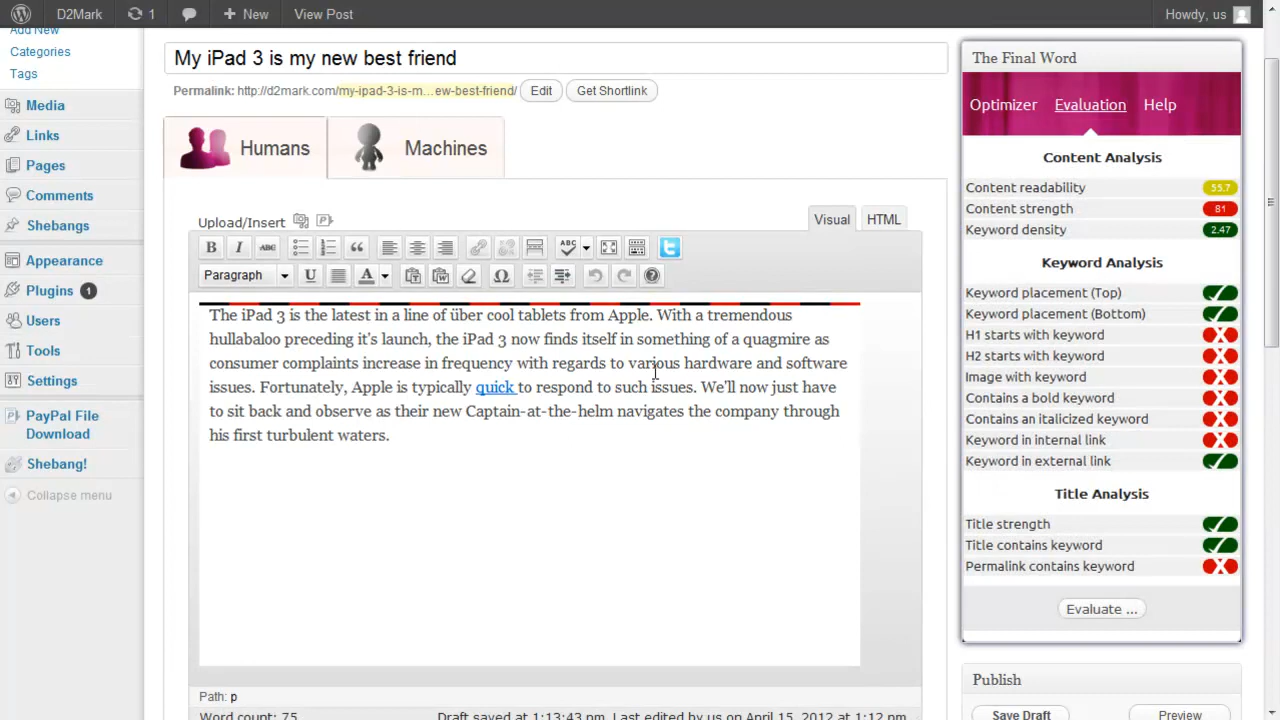 D2Mark 1 New View Post Howdy, us
Add New
Categories
Tags
Media
Links
Pages
Comments
Shebangs
Appearance
Plugins 1
Users
Tools
Settings
PayPal File
Download
Shebang!
Collapse menu
My iPad 3 is my new best friend
Permalink: http://d2mark.com/my-ipad-3-is-m...ew-best-friend/ Edit Get Shortlink
Humans Machines
Upload/Insert Visual HTML
B I ABC ABC
Paragraph U A
The iPad 3 is the latest in a line of über cool tablets from Apple. With a tremendous
hullabaloo preceding it's launch, the iPad 3 now finds itself in something of a quagmire as
consumer complaints increase in frequency with regards to various hardware and software
issues. Fortunately, Apple is typically quick to respond to such issues. We'll now just have
to sit back and observe as their new Captain-at-the-helm navigates the company through
his first turbulent waters.
Path: p
Word count: 75 Draft saved at 1:13:43 pm. Last edited by us on April 15, 2012 at 1:12 pm
The Final Word
Optimizer Evaluation Help
Content Analysis
Content readability 55.7
Content strength 81
Keyword density 2.47
Keyword Analysis
Keyword placement (Top)
Keyword placement (Bottom)
H1 starts with keyword
H2 starts with keyword
Image with keyword
Contains a bold keyword
Contains an italicized keyword
Keyword in internal link
Keyword in external link
Title Analysis
Title strength
Title contains keyword
Permalink contains keyword
Evaluate ...
Publish
Save Draft Preview